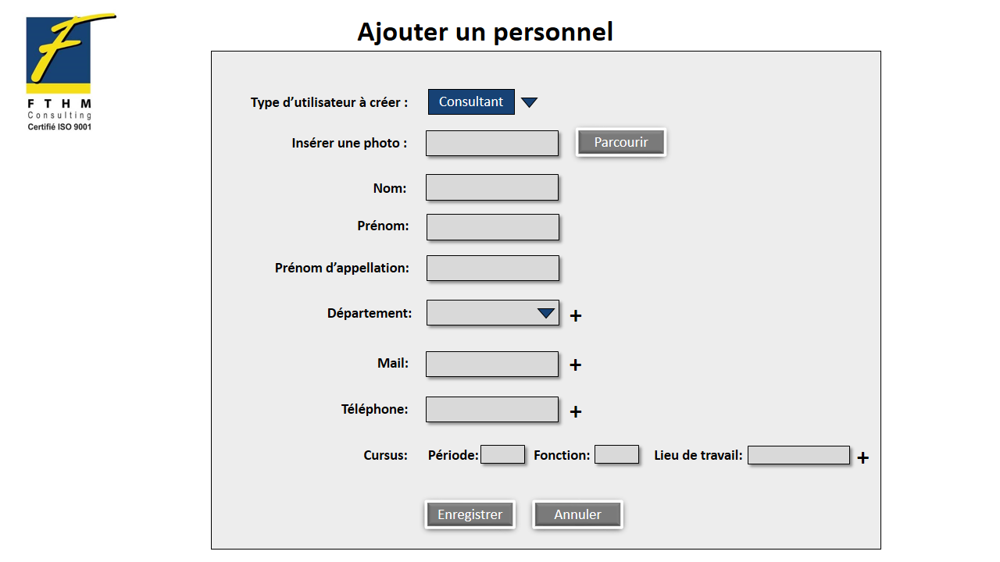 Ajouter un personnel
F T H M
Consulting
Certifié ISO 9001
Type d’utilisateur à créer : Consultant
Insérer une photo : Parcourir
Nom:
Prénom:
Prénom d’appellation:
Département: +
Mail: +
Téléphone: +
Cursus: Période: Fonction: Lieu de travail: +
Enregistrer Annuler